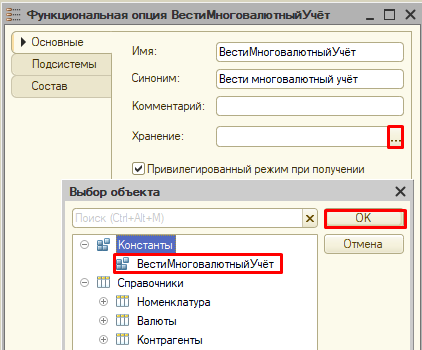 Функциональная опция ВестиМноговалютныйУчёт
Основные
Подсистемы
Состав
Имя: ВестиМноговалютныйУчёт
Синоним: Вести многовалютный учёт
Комментарий:
Хранение: ...
Привилегированный режим при получении
Выбор объекта
Поиск (Ctrl+Alt+M) OK
Константы Отмена
ВестиМноговалютныйУчёт
Справочники
Номенклатура
Валюты
Контрагенты